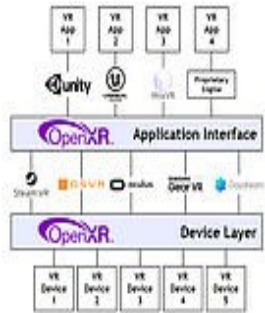 VR App 1
VR App 2
VR App 3
VR App 4
unity
Proprietary Engine
OpenXR Application Interface
SteamVR
OSVR
oculus
Gear VR
Daydream
OpenXR Device Layer
VR Device 1
VR Device 2
VR Device 3
VR Device 4
VR Device 5